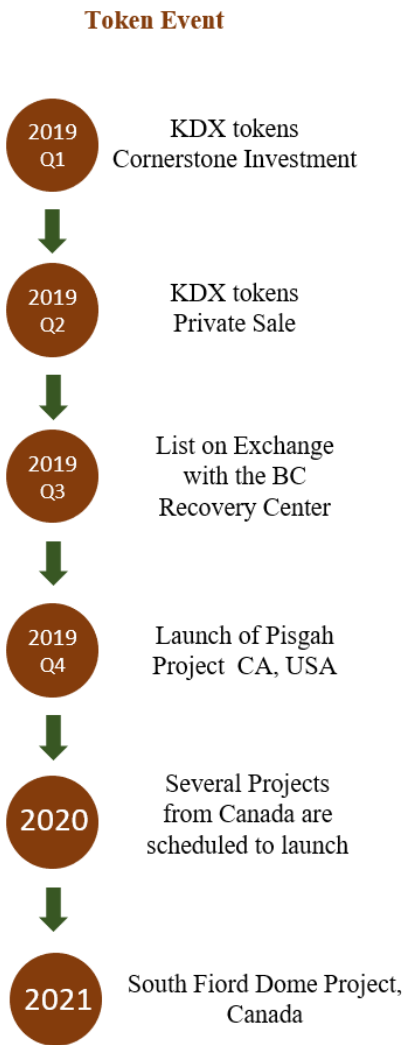 Token Event
2019
Q1
KDX tokens
Cornerstone Investment
2019
Q2
KDX tokens
Private Sale
2019
Q3
List on Exchange
with the BC
Recovery Center
2019
Q4
Launch of Pisgah
Project CA, USA
2020
Several Projects
from Canada are
scheduled to launch
2021
South Fiord Dome Project,
Canada